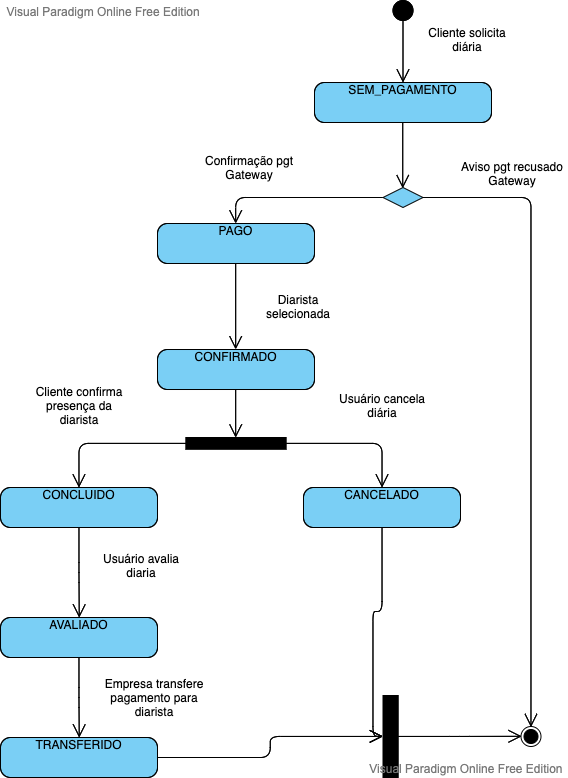 Visual Paradigm Online Free Edition
Cliente solicita
diária
SEM_PAGAMENTO
Confirmação pgt
Gateway
Aviso pgt recusado
Gateway
PAGO
Diarista
selecionada
CONFIRMADO
Cliente confirma
presença da
diarista
Usuário cancela
diária
CONCLUIDO
CANCELADO
Usuário avalia
diaria
AVALIADO
Empresa transfere
pagamento para
diarista
TRANSFERIDO
Visual Paradigm Online Free Edition